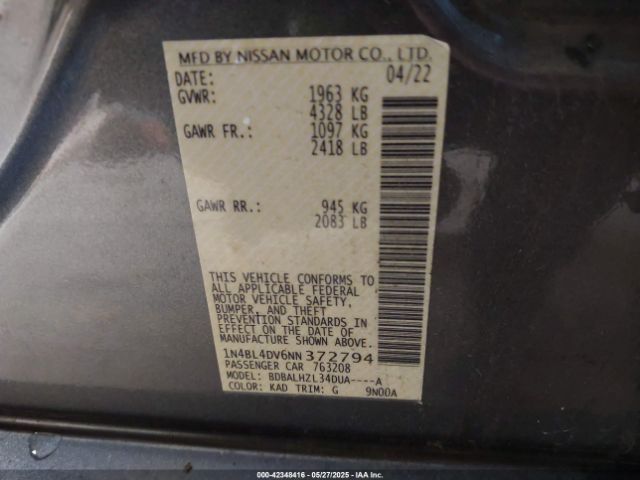 MFD BY NISSAN MOTOR CO., LTD.
DATE: 04/22
GVWR: 1963 KG
4328 LB
GAWR FR.: 1097 KG
2418 LB
GAWR RR.: 945 KG
2083 LB
THIS VEHICLE CONFORMS TO
ALL APPLICABLE FEDERAL
MOTOR VEHICLE SAFETY,
BUMPER, AND THEFT
PREVENTION STANDARDS IN
EFFECT ON THE DATE OF
MANUFACTURE SHOWN ABOVE.
1N4BL4DV6NN372794
PASSENGER CAR 763208
MODEL: BDBALHZL34DUA----A
COLOR: KAD TRIM: G 9N00A
000-42348416 - 05/27/2025 - IAA Inc.